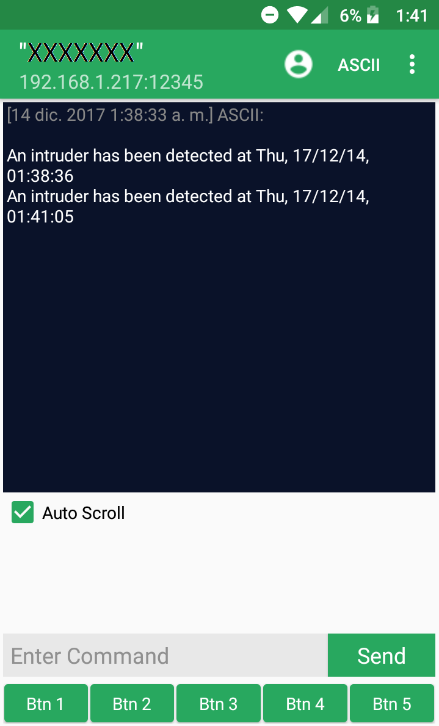 6% 1:41
"XXXXXXX"
192.168.1.217:12345
ASCII
[14 dic. 2017 1:38:33 a. m.] ASCII:
An intruder has been detected at Thu, 17/12/14,
01:38:36
An intruder has been detected at Thu, 17/12/14,
01:41:05
Auto Scroll
Enter Command
Send
Btn 1 Btn 2 Btn 3 Btn 4 Btn 5